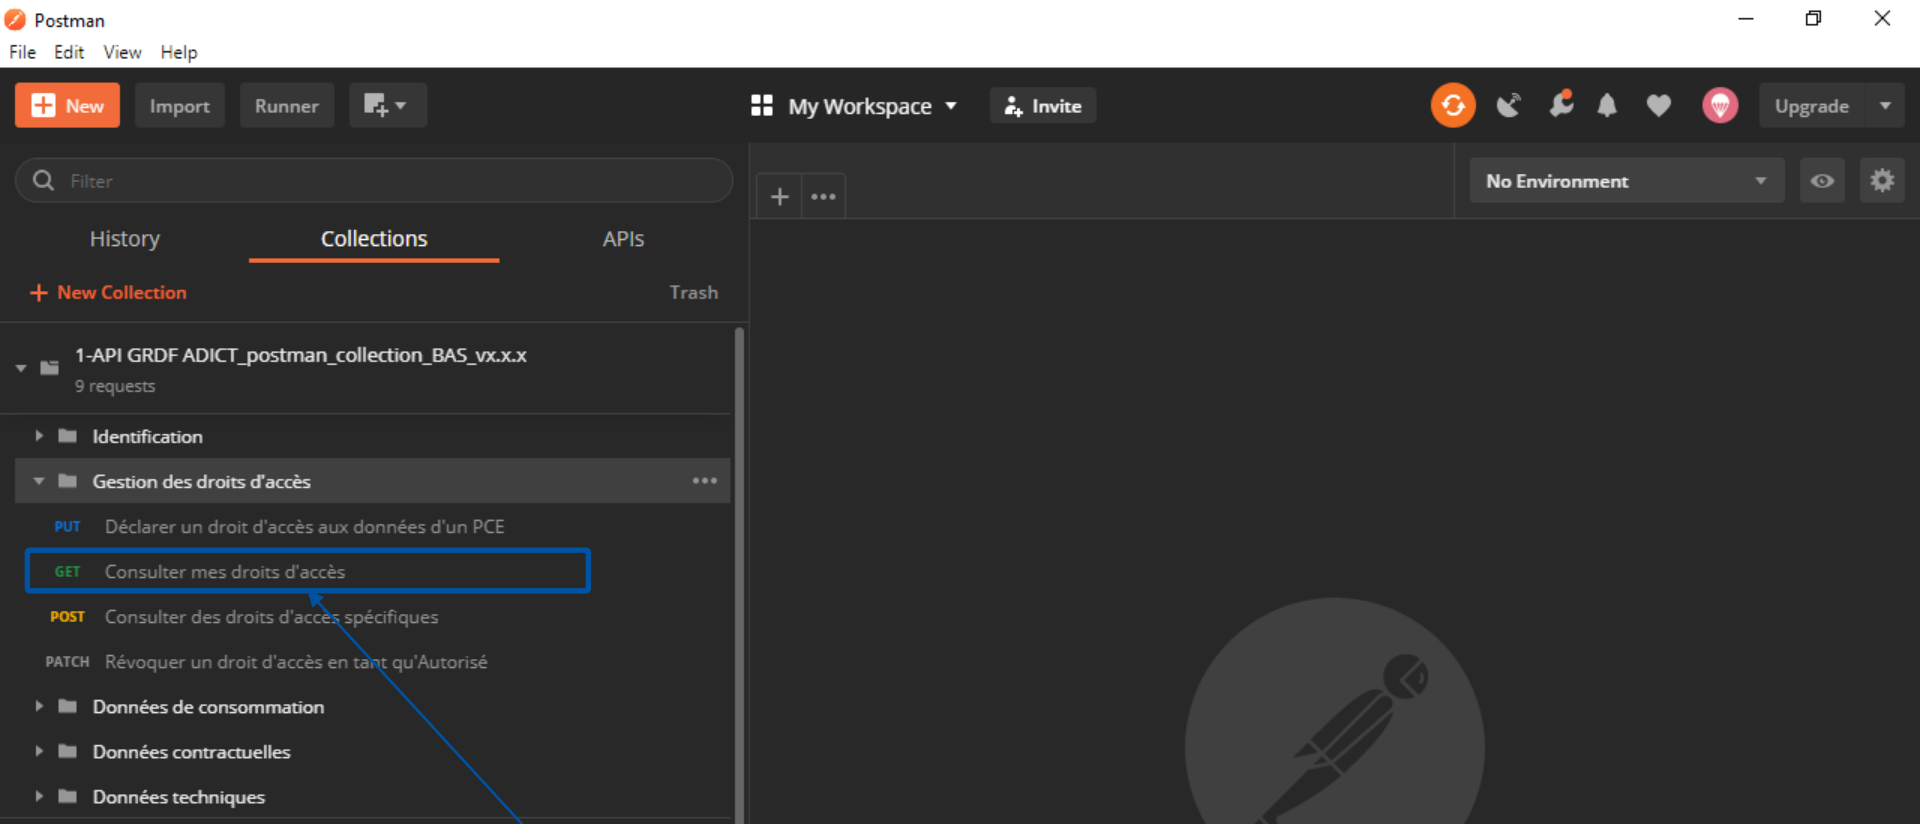 Postman
File Edit View Help
New Import Runner My Workspace Invite Upgrade
Filter
No Environment
History Collections APIs
New Collection Trash
1-API GRDF ADICT_postman_collection_BAS_vx.x.x
9 requests
Identification
Gestion des droits d'accès
PUT Déclarer un droit d'accès aux données d'un PCE
GET Consulter mes droits d'accès
POST Consulter des droits d'accès spécifiques
PATCH Révoquer un droit d'accès en tant qu'Autorisé
Données de consommation
Données contractuelles
Données techniques